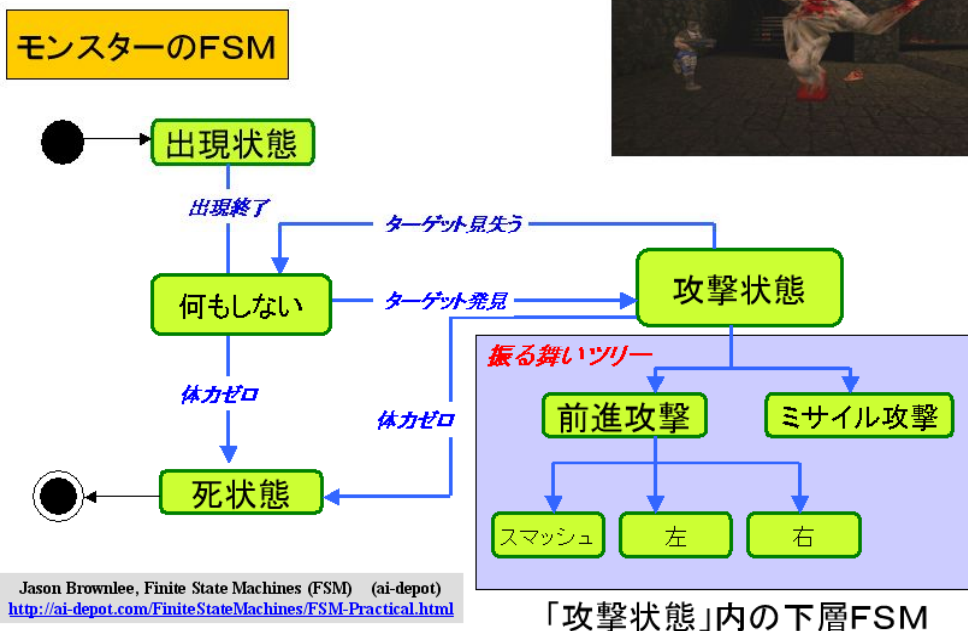 モンスターのFSM
出現状態
出現終了
ターゲット見失う
何もしない
ターゲット発見
攻撃状態
振る舞いツリー
体力ゼロ
体力ゼロ
前進攻撃
ミサイル攻撃
死状態
スマッシュ
左
右
Jason Brownlee, Finite State Machines (FSM) (ai-depot)
http://ai-depot.com/FiniteStateMachines/FSM-Practical.html
「攻撃状態」内の下層FSM